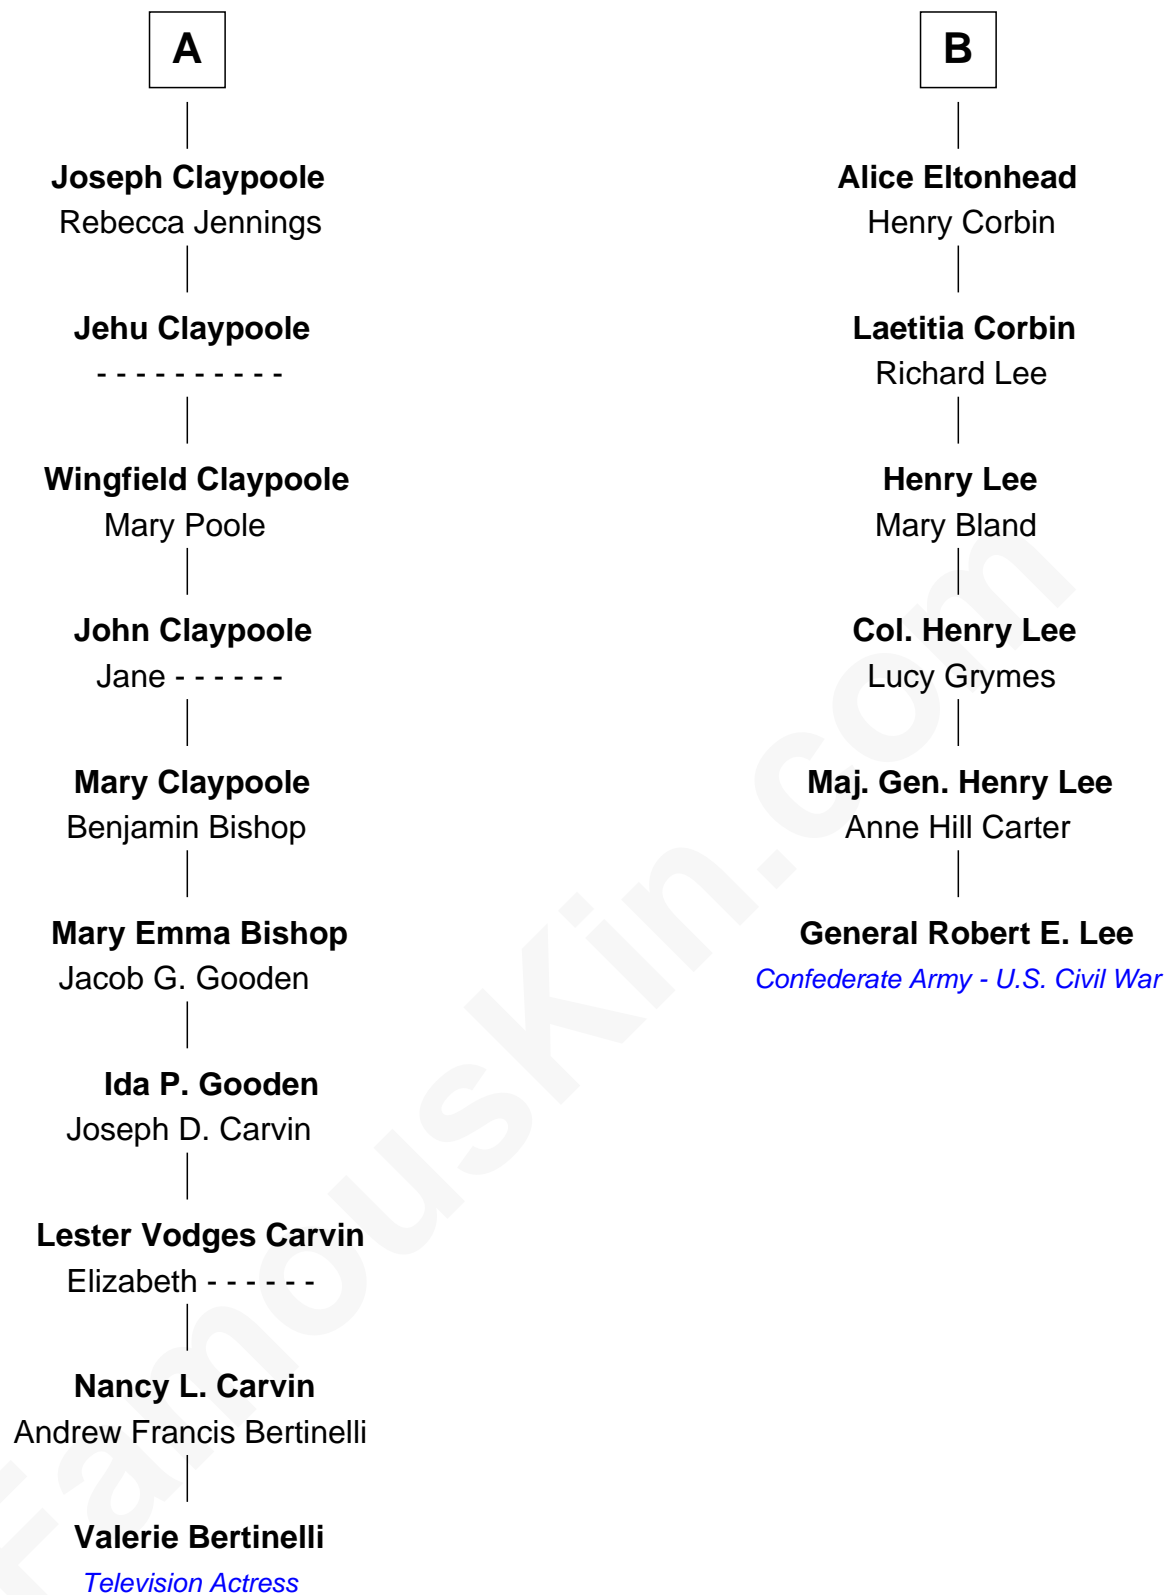 A
Joseph Claypoole
Rebecca Jennings
Jehu Claypoole
- - - - - - - - - -
Wingfield Claypoole
Mary Poole
John Claypoole
Jane - - - - - -
Mary Claypoole
Benjamin Bishop
Mary Emma Bishop
Jacob G. Gooden
Ida P. Gooden
Joseph D. Carvin
Lester Vodges Carvin
Elizabeth - - - - - -
Nancy L. Carvin
Andrew Francis Bertinelli
Valerie Bertinelli
Television Actress
B
Alice Eltonhead
Henry Corbin
Laetitia Corbin
Richard Lee
Henry Lee
Mary Bland
Col. Henry Lee
Lucy Grymes
Maj. Gen. Henry Lee
Anne Hill Carter
General Robert E. Lee
Confederate Army - U.S. Civil War
FamousKin.com